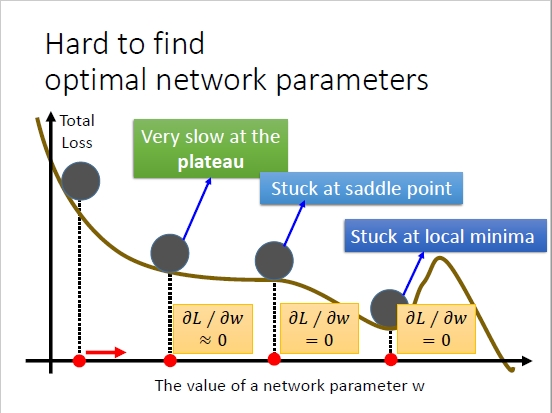 Hard to find
optimal network parameters
Total
Loss
Very slow at the
plateau
Stuck at saddle point
Stuck at local minima
∂L / ∂w
≈ 0
∂L / ∂w
= 0
∂L / ∂w
= 0
The value of a network parameter w